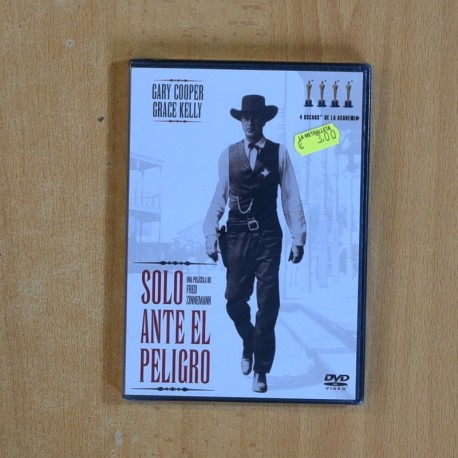 GARY COOPER
GRACE KELLY
4 OSCARS® DE LA ACADEMIA
LA METRALLETA
€ 3.00
SOLO
ANTE EL
PELIGRO
UNA PELÍCULA DE
FRED
ZINNEMANN
DVD
VIDEO